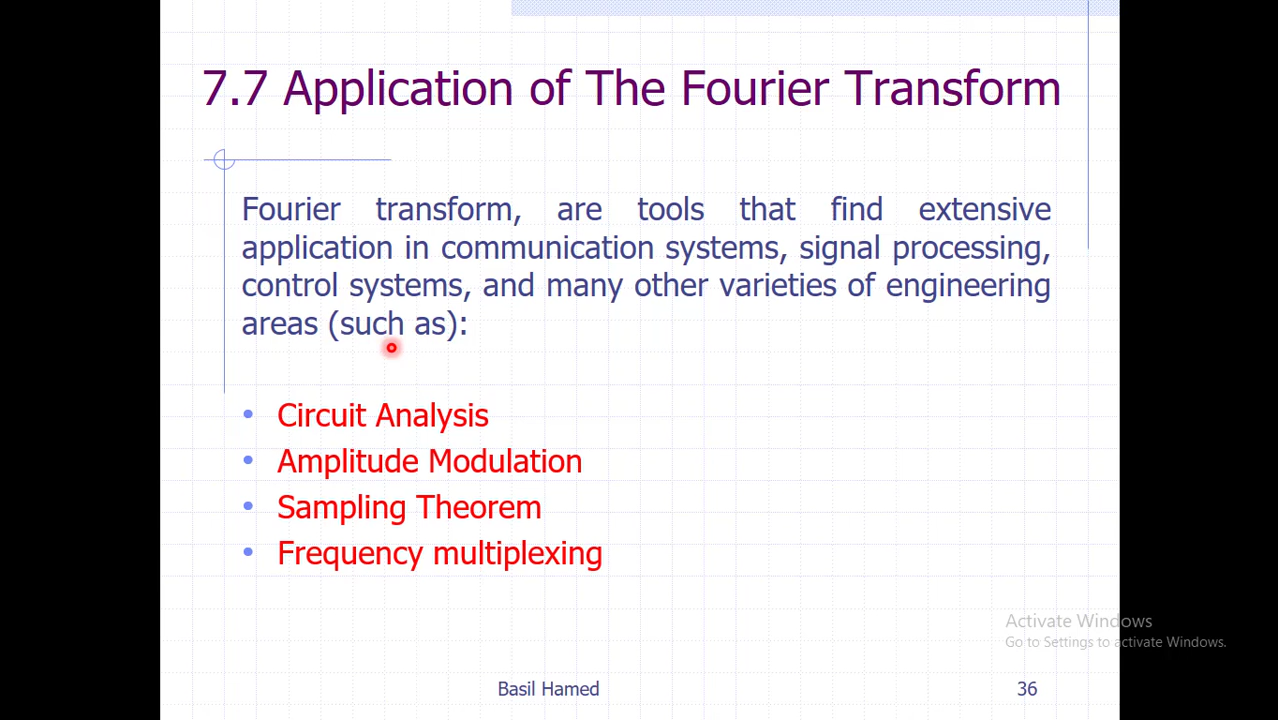 7.7 Application of The Fourier Transform
Fourier transform, are tools that find extensive
application in communication systems, signal processing,
control systems, and many other varieties of engineering
areas (such as):
• Circuit Analysis
• Amplitude Modulation
• Sampling Theorem
• Frequency multiplexing
Activate Windows
Go to Settings to activate Windows.
Basil Hamed 36